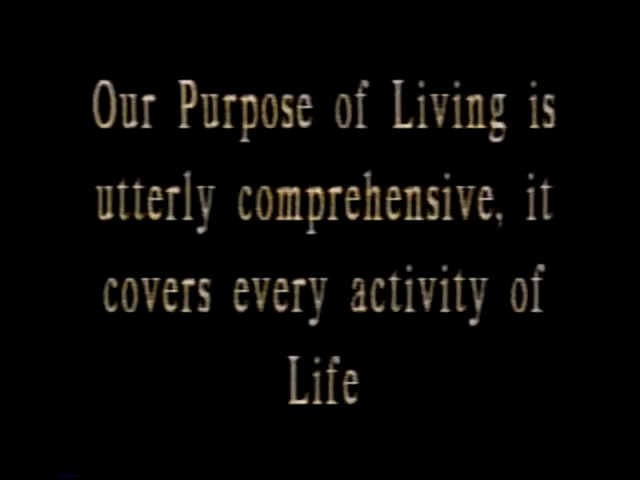 Our Purpose of Living is
utterly comprehensive, it
covers every activity of
Life